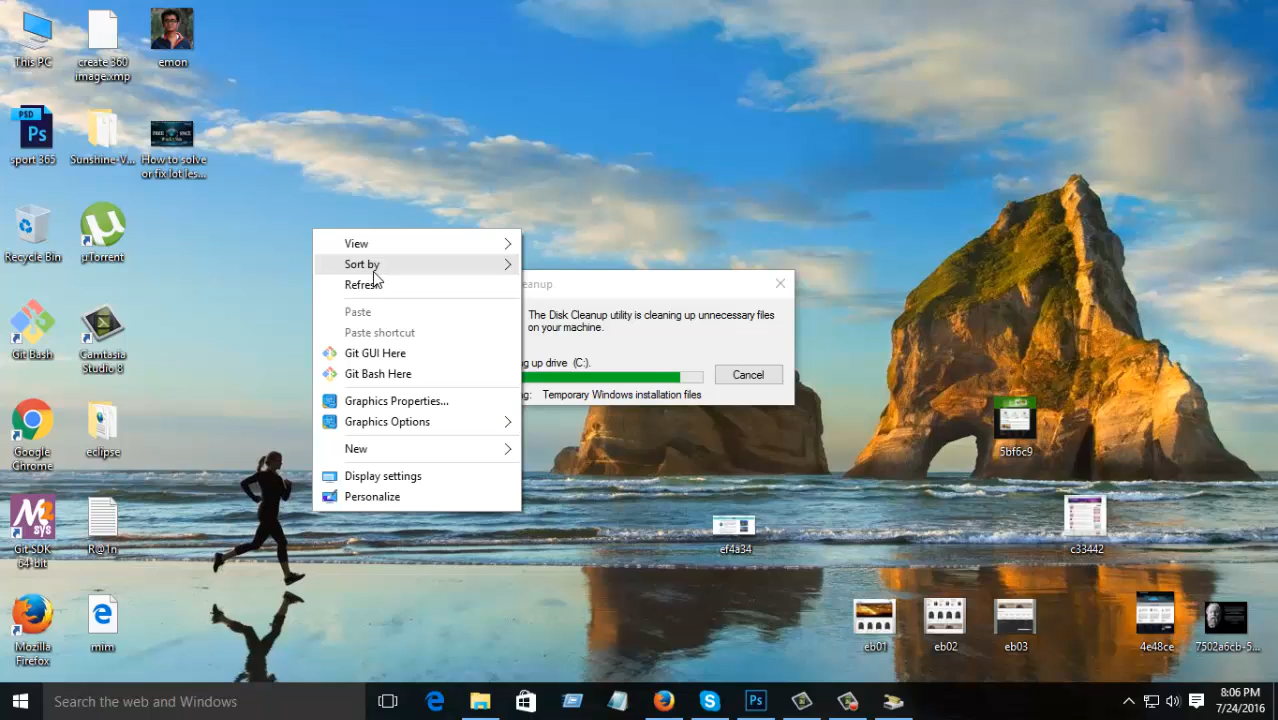 This PC
create 360
image.xmp
emon
PSD
Ps
sport 365
Sunshine-V...
FREE SPACE
How to solve
or fix lot les...
Recycle Bin
µTorrent
Git Bash
Camtasia
Studio 8
Google
Chrome
eclipse
Git SDK
64-bit
R@!n
Mozilla
Firefox
mim
View
Sort by
Refresh
Paste
Paste shortcut
Git GUI Here
Git Bash Here
Graphics Properties...
Graphics Options
New
Display settings
Personalize
eanup
The Disk Cleanup utility is cleaning up unnecessary files
on your machine.
ng up drive (C:).
Cancel
ng: Temporary Windows installation files
5bf6c9
ef4a34
c33442
eb01
eb02
eb03
4e48ce
7502a6cb-5...
Search the web and Windows
Ps
8:06 PM
7/24/2016